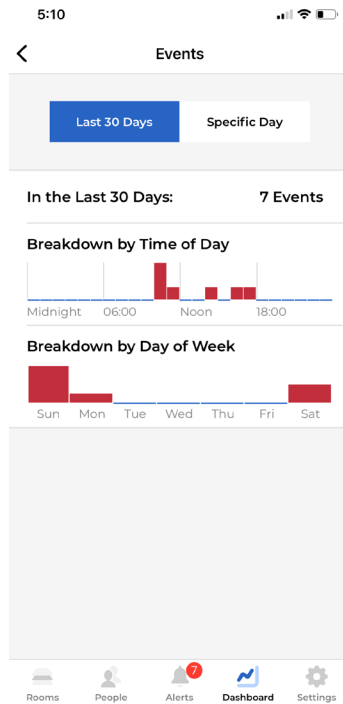 5:10
Events
Last 30 Days Specific Day
In the Last 30 Days: 7 Events
Breakdown by Time of Day
Midnight 06:00 Noon 18:00
Breakdown by Day of Week
Sun Mon Tue Wed Thu Fri Sat
7
Rooms People Alerts Dashboard Settings